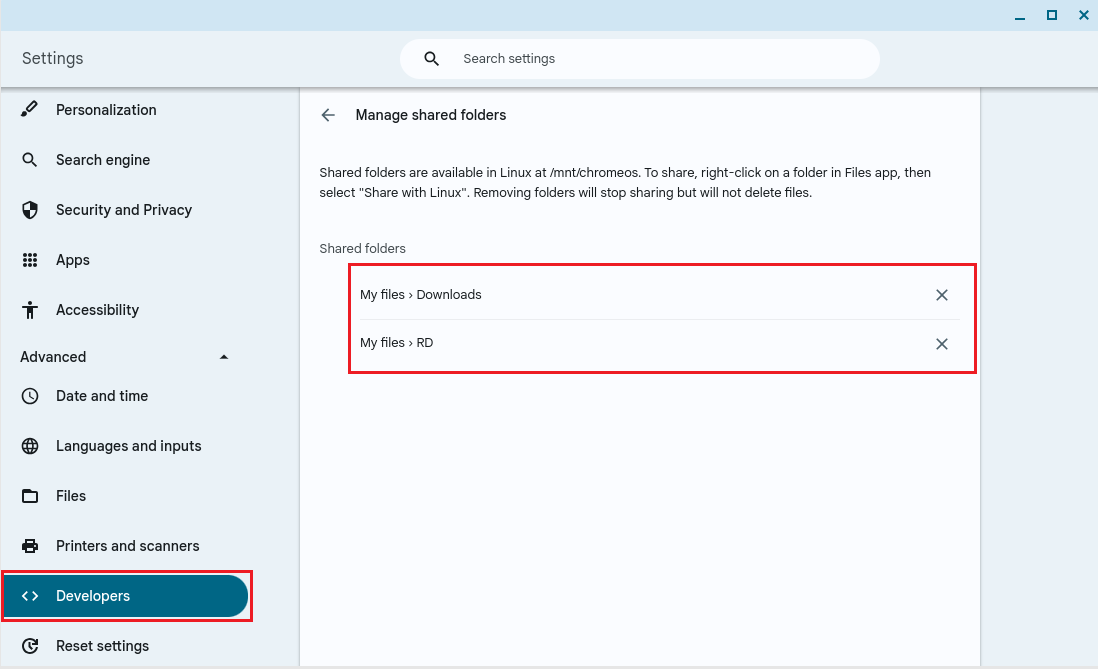 Settings
Search settings
Personalization
Search engine
Security and Privacy
Apps
Accessibility
Advanced
Date and time
Languages and inputs
Files
Printers and scanners
Developers
Reset settings
Manage shared folders
Shared folders are available in Linux at /mnt/chromeos. To share, right-click on a folder in Files app, then
select "Share with Linux". Removing folders will stop sharing but will not delete files.
Shared folders
My files › Downloads
My files › RD